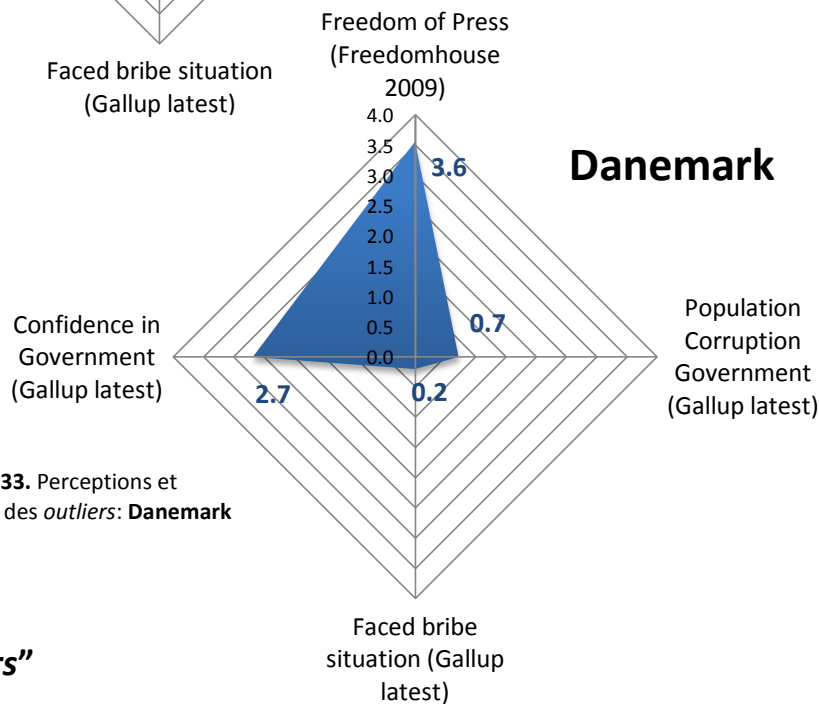 Faced bribe situation
(Gallup latest)
Freedom of Press
(Freedomhouse
2009)
Danemark
4.0
3.5
3.0
2.5
2.0
1.5
1.0
0.5
0.0
3.6
0.7
0.2
2.7
Population
Corruption
Government
(Gallup latest)
Confidence in
Government
(Gallup latest)
33. Perceptions et
des outliers: Danemark
Faced bribe
situation (Gallup
latest)
rs”